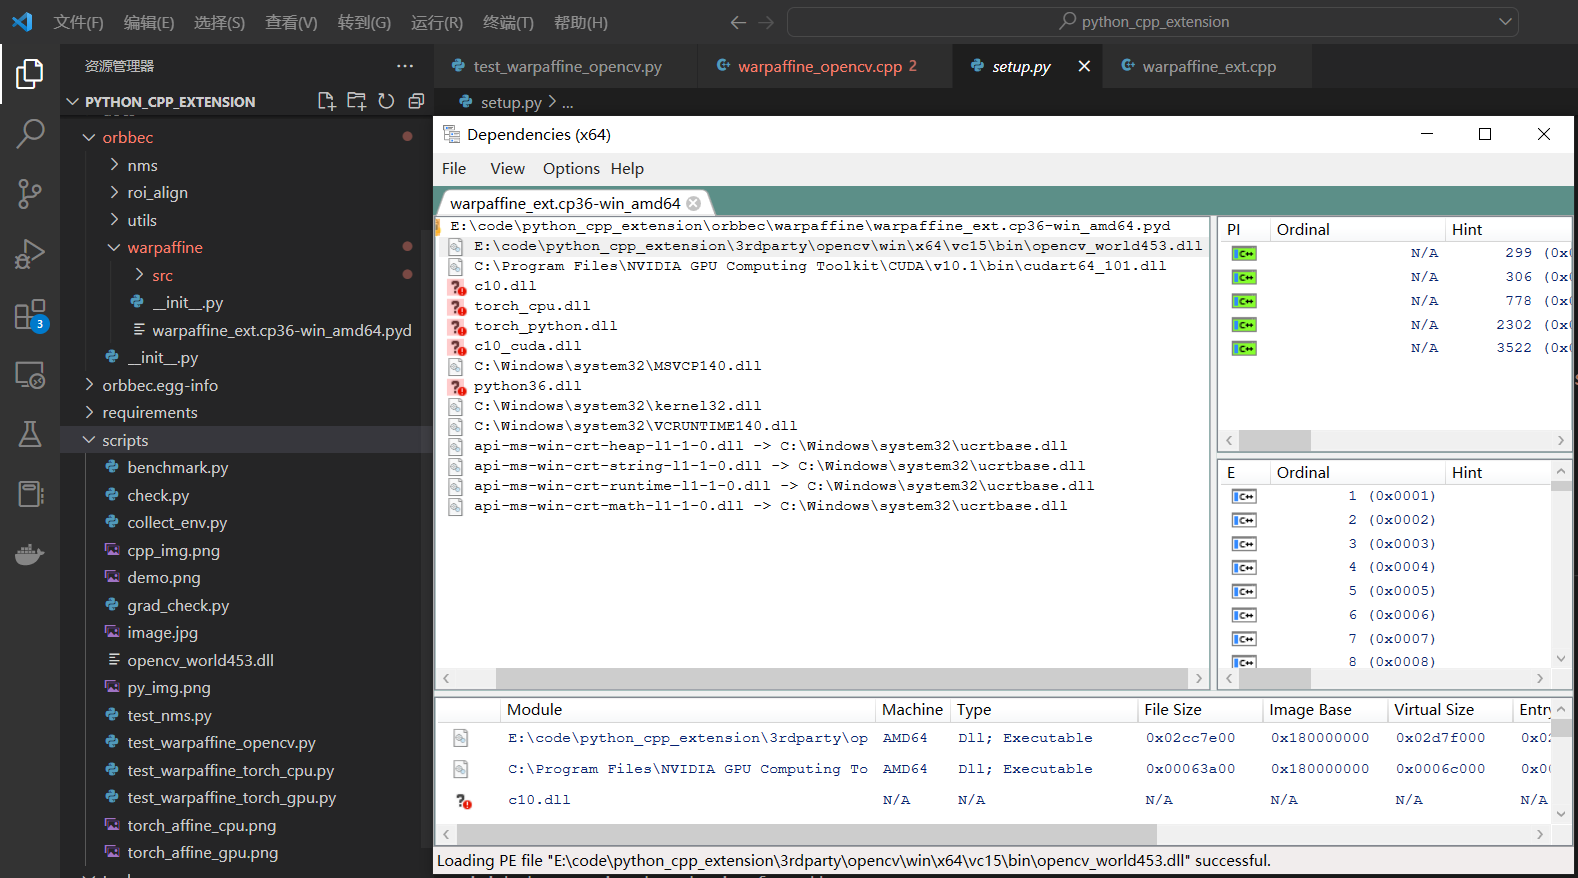 文件(F) 编辑(E) 选择(S) 查看(V) 转到(G) 运行(R) 终端(T) 帮助(H) python_cpp_extension
资源管理器
test_warpaffine_opencv.py
warpaffine_opencv.cpp 2
setup.py
warpaffine_ext.cpp
PYTHON_CPP_EXTENSION
setup.py > ...
orbbec
nms
roi_align
utils
warpaffine
src
__init__.py
warpaffine_ext.cp36-win_amd64.pyd
__init__.py
orbbec.egg-info
requirements
scripts
benchmark.py
check.py
collect_env.py
cpp_img.png
demo.png
grad_check.py
image.jpg
opencv_world453.dll
py_img.png
test_nms.py
test_warpaffine_opencv.py
test_warpaffine_torch_cpu.py
test_warpaffine_torch_gpu.py
torch_affine_cpu.png
torch_affine_gpu.png
3
Dependencies (x64)
File View Options Help
warpaffine_ext.cp36-win_amd64
E:\code\python_cpp_extension\orbbec\warpaffine\warpaffine_ext.cp36-win_amd64.pyd
E:\code\python_cpp_extension\3rdparty\opencv\win\x64\vc15\bin\opencv_world453.dll
C:\Program Files\NVIDIA GPU Computing Toolkit\CUDA\v10.1\bin\cudart64_101.dll
c10.dll
torch_cpu.dll
torch_python.dll
c10_cuda.dll
C:\Windows\system32\MSVCP140.dll
python36.dll
C:\Windows\system32\kernel32.dll
C:\Windows\system32\VCRUNTIME140.dll
api-ms-win-crt-heap-l1-1-0.dll -> C:\Windows\system32\ucrtbase.dll
api-ms-win-crt-string-l1-1-0.dll -> C:\Windows\system32\ucrtbase.dll
api-ms-win-crt-runtime-l1-1-0.dll -> C:\Windows\system32\ucrtbase.dll
api-ms-win-crt-math-l1-1-0.dll -> C:\Windows\system32\ucrtbase.dll
PI Ordinal Hint
C++ N/A 299 (0x0
C++ N/A 306 (0x0
C++ N/A 778 (0x0
C++ N/A 2302 (0x0
C++ N/A 3522 (0x0
E Ordinal Hint
C++ 1 (0x0001)
C++ 2 (0x0002)
C++ 3 (0x0003)
C++ 4 (0x0004)
C++ 5 (0x0005)
C++ 6 (0x0006)
C++ 7 (0x0007)
C++ 8 (0x0008)
Module Machine Type File Size Image Base Virtual Size Entry
E:\code\python_cpp_extension\3rdparty\op AMD64 Dll; Executable 0x02cc7e00 0x180000000 0x02d7f000 0x02
C:\Program Files\NVIDIA GPU Computing To AMD64 Dll; Executable 0x00063a00 0x180000000 0x0006c000 0x00
c10.dll N/A N/A N/A N/A N/A N/A
Loading PE file "E:\code\python_cpp_extension\3rdparty\opencv\win\x64\vc15\bin\opencv_world453.dll" successful.